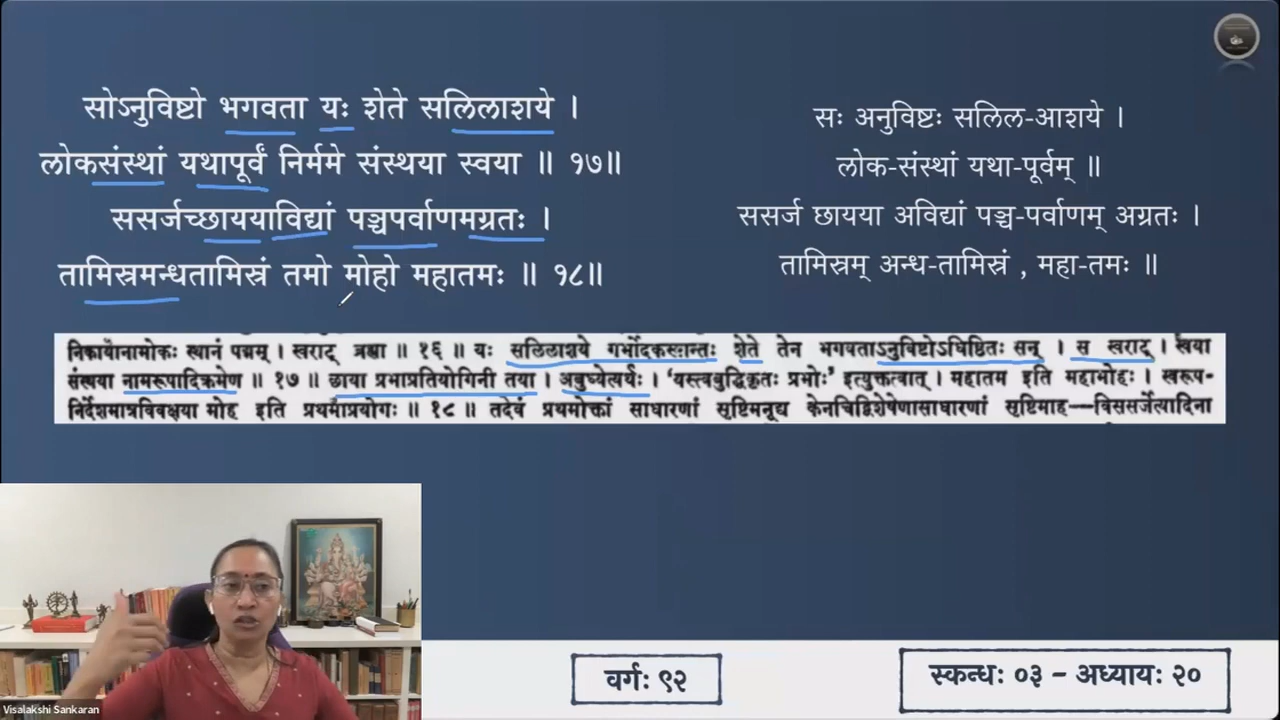 सोऽनुविष्टो भगवता यः शेते सलिलाशये ।
लोकसंस्थां यथापूर्वं निर्ममे संस्थया स्वया ॥ १७॥
ससर्जच्छाययाविद्यां पञ्चपर्वाणमग्रतः ।
तामिस्रमन्धतामिस्रं तमो मोहो महातमः ॥ १८॥
सः अनुविष्टः सलिल-आशये ।
लोक-संस्थां यथा-पूर्वम् ॥
ससर्ज छायया अविद्यां पञ्च-पर्वाणम् अग्रतः ।
तामिस्रम् अन्ध-तामिस्रं , महा-तमः ॥
निकायानामोकः स्थानं पद्मम् । स्वराट् ब्रह्मा ॥ १६ ॥ यः सलिलाशये गर्भोदकस्यान्तः शेते तेन भगवताऽनुविष्टोऽधिष्ठितः सन् । स स्वराट् । स्वया
संस्थया नामरूपादिक्रमेण ॥ १७ ॥ छाया प्रभाप्रतियोगिनी तया । अबुध्येत्यर्थः । ‘यस्त्वबुद्धिकृतः प्रभोः’ इत्युक्तत्वात् । महातम इति महामोहः । स्वरूप-
निर्देशमात्रविवक्षया मोह इति प्रथमाप्रयोगः ॥ १८ ॥ तदेवं प्रथमोक्तां साधारणां सृष्टिमनूद्य केनचिद्विशेषेणासाधारणां सृष्टिमाह—विससर्जेत्यादिना
Visalakshi Sankaran
वर्गः ९२
स्कन्धः ०३ - अध्यायः २०